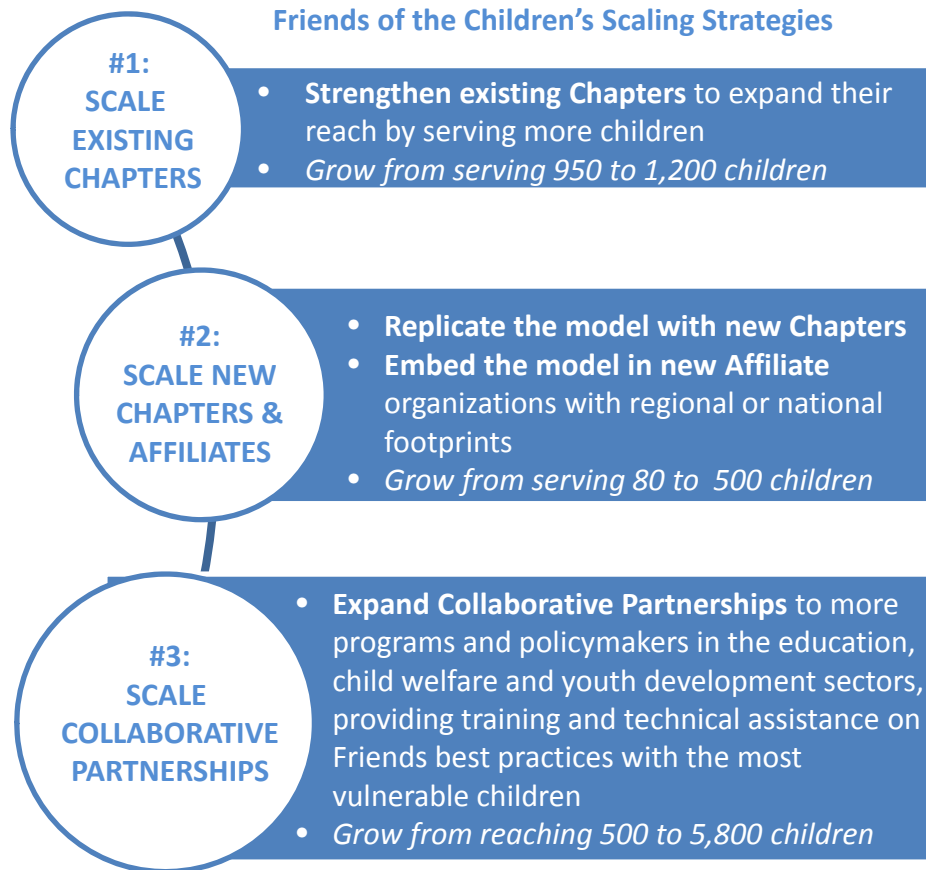 Friends of the Children’s Scaling Strategies
#1:
SCALE
EXISTING
CHAPTERS
• Strengthen existing Chapters to expand their
reach by serving more children
• Grow from serving 950 to 1,200 children
#2:
SCALE NEW
CHAPTERS &
AFFILIATES
• Replicate the model with new Chapters
• Embed the model in new Affiliate
organizations with regional or national
footprints
• Grow from serving 80 to 500 children
#3:
SCALE
COLLABORATIVE
PARTNERSHIPS
• Expand Collaborative Partnerships to more
programs and policymakers in the education,
child welfare and youth development sectors,
providing training and technical assistance on
Friends best practices with the most
vulnerable children
• Grow from reaching 500 to 5,800 children